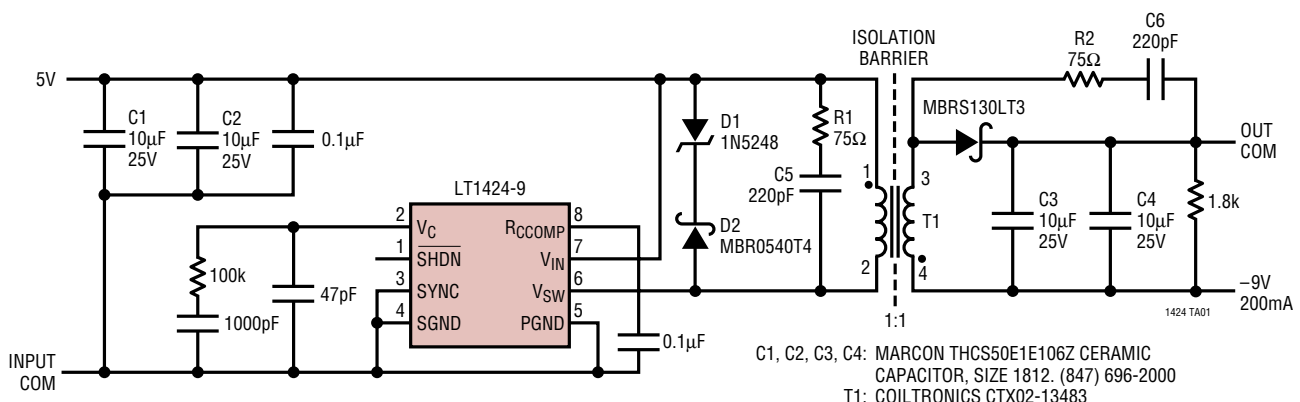 5V
C1
10µF
25V
C2
10µF
25V
0.1µF
LT1424-9
2
VC
1
SHDN
3
SYNC
4
SGND
RCCOMP
8
VIN
7
VSW
6
PGND
5
100k
1000pF
47pF
INPUT
COM
0.1µF
D1
1N5248
D2
MBR0540T4
R1
75Ω
C5
220pF
ISOLATION
BARRIER
1
2
3
4
T1
1:1
MBRS130LT3
R2
75Ω
C6
220pF
C3
10µF
25V
C4
10µF
25V
1.8k
OUT
COM
–9V
200mA
1424 TA01
C1, C2, C3, C4: MARCON THCS50E1E106Z CERAMIC
CAPACITOR, SIZE 1812. (847) 696-2000
T1: COILTRONICS CTX02-13483